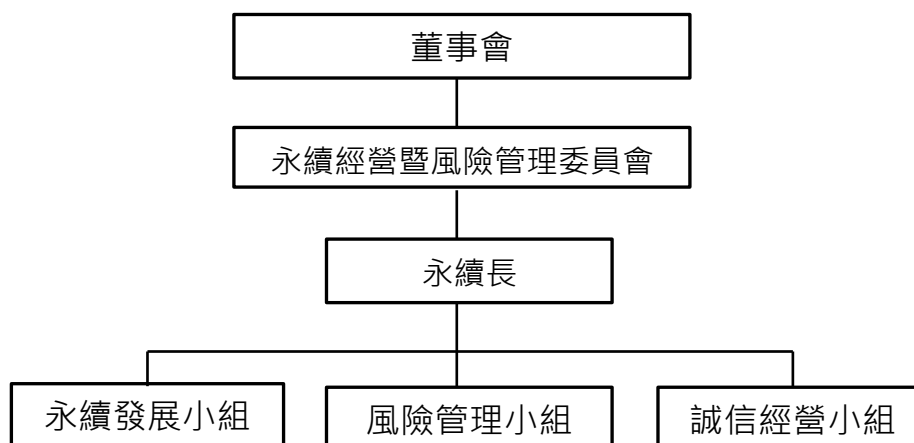 董事會
永續經營暨風險管理委員會
永續長
永續發展小組
風險管理小組
誠信經營小組